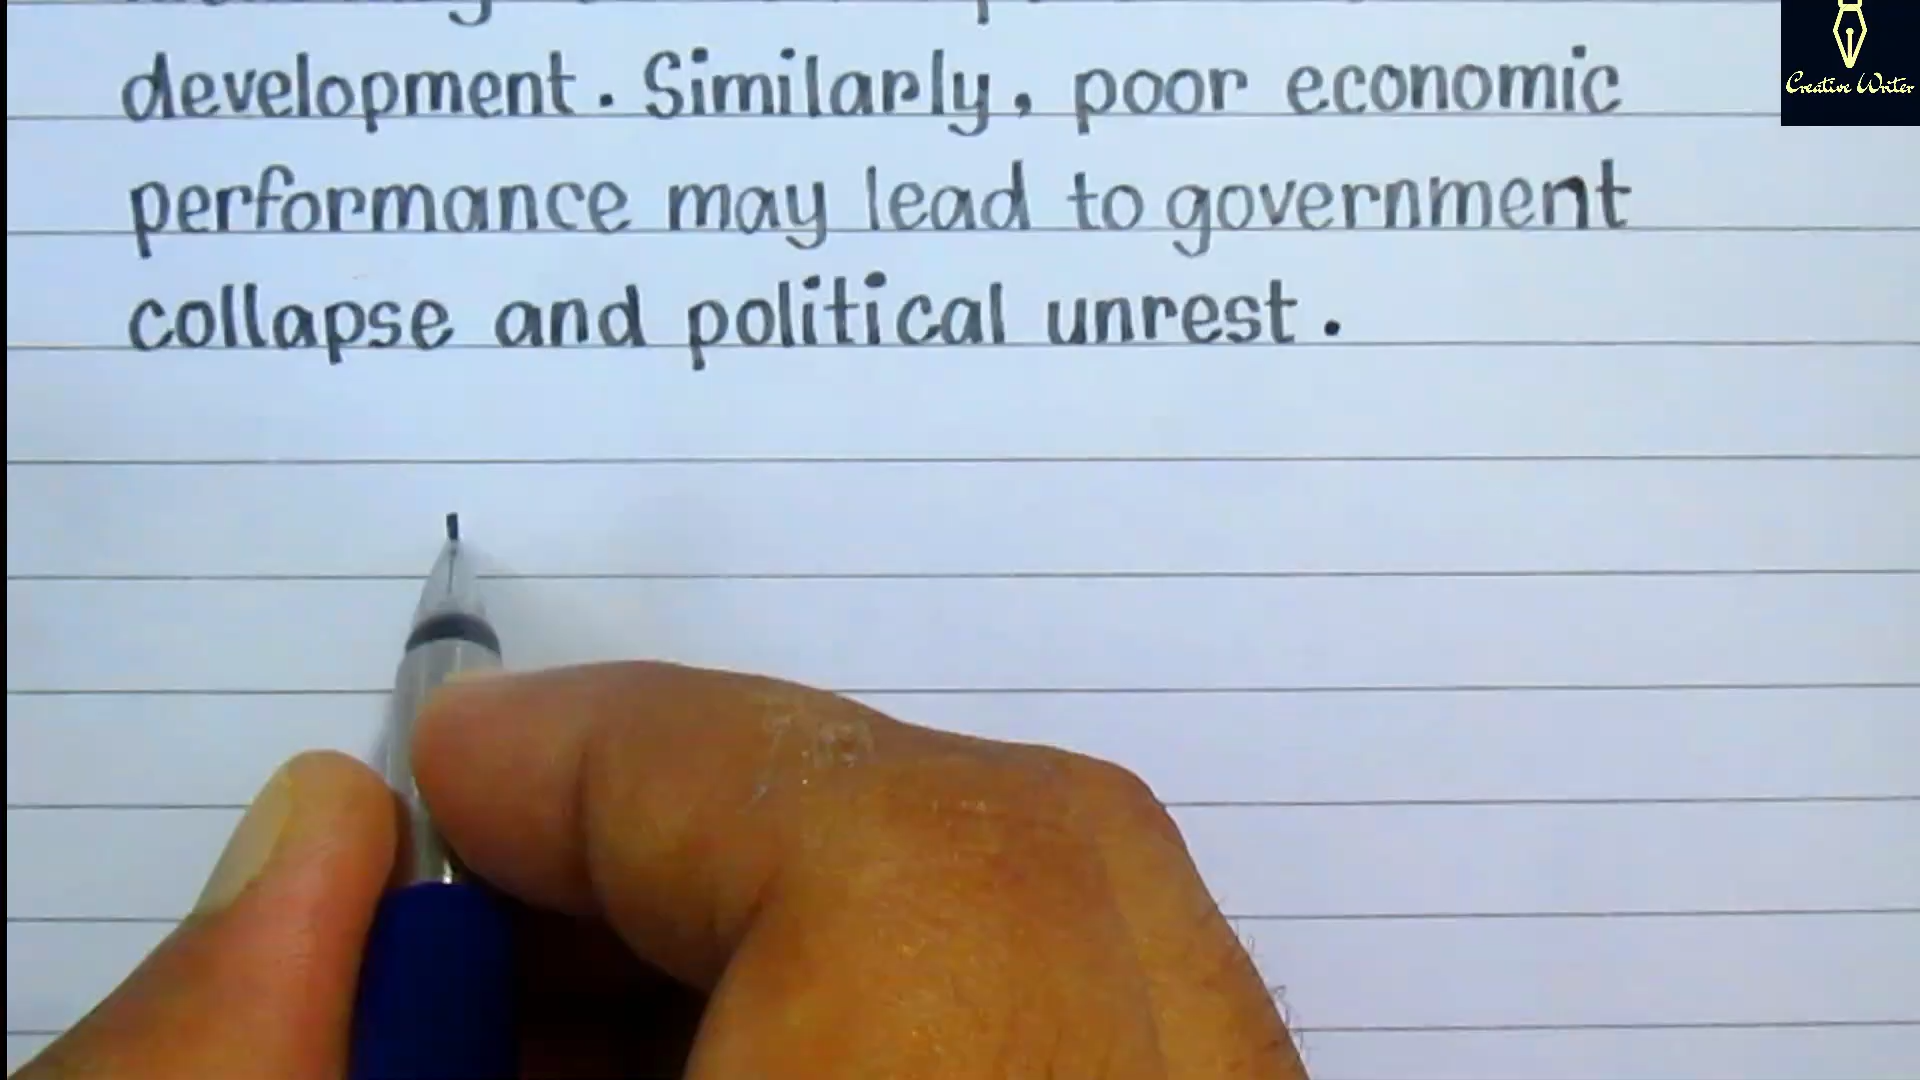 development. Similarly, poor economic
performance may lead to government
collapse and political unrest.
Creative Writer